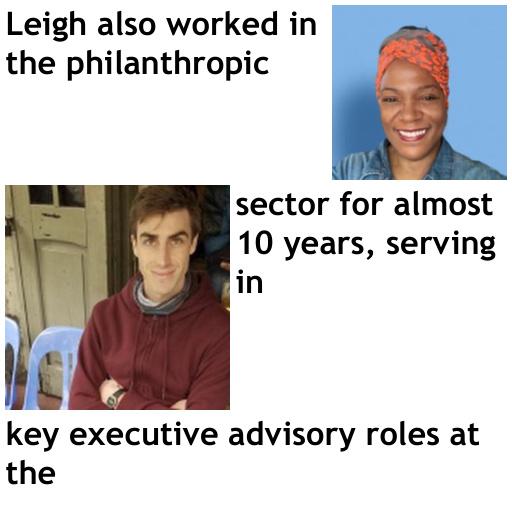 Leigh also worked in
the philanthropic
sector for almost
10 years, serving
in
key executive advisory roles at
the